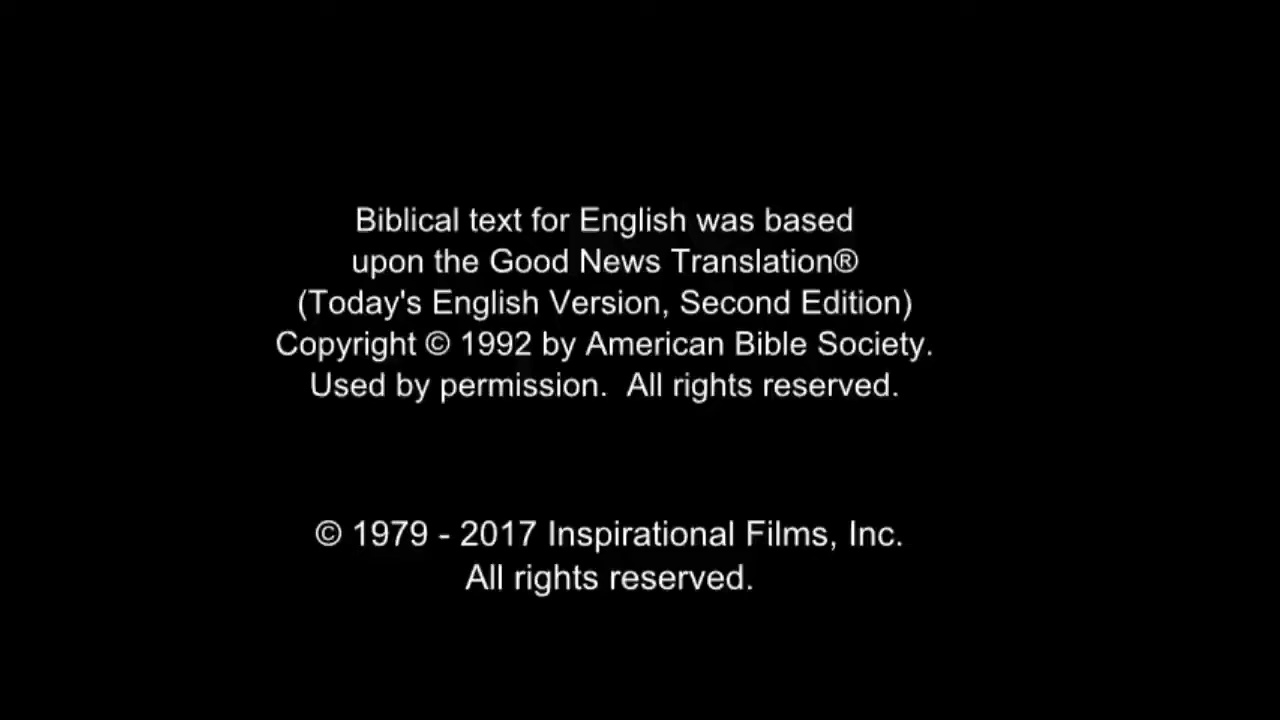 Biblical text for English was based
upon the Good News Translation®
(Today's English Version, Second Edition)
Copyright © 1992 by American Bible Society.
Used by permission.  All rights reserved.
© 1979 - 2017 Inspirational Films, Inc.
All rights reserved.